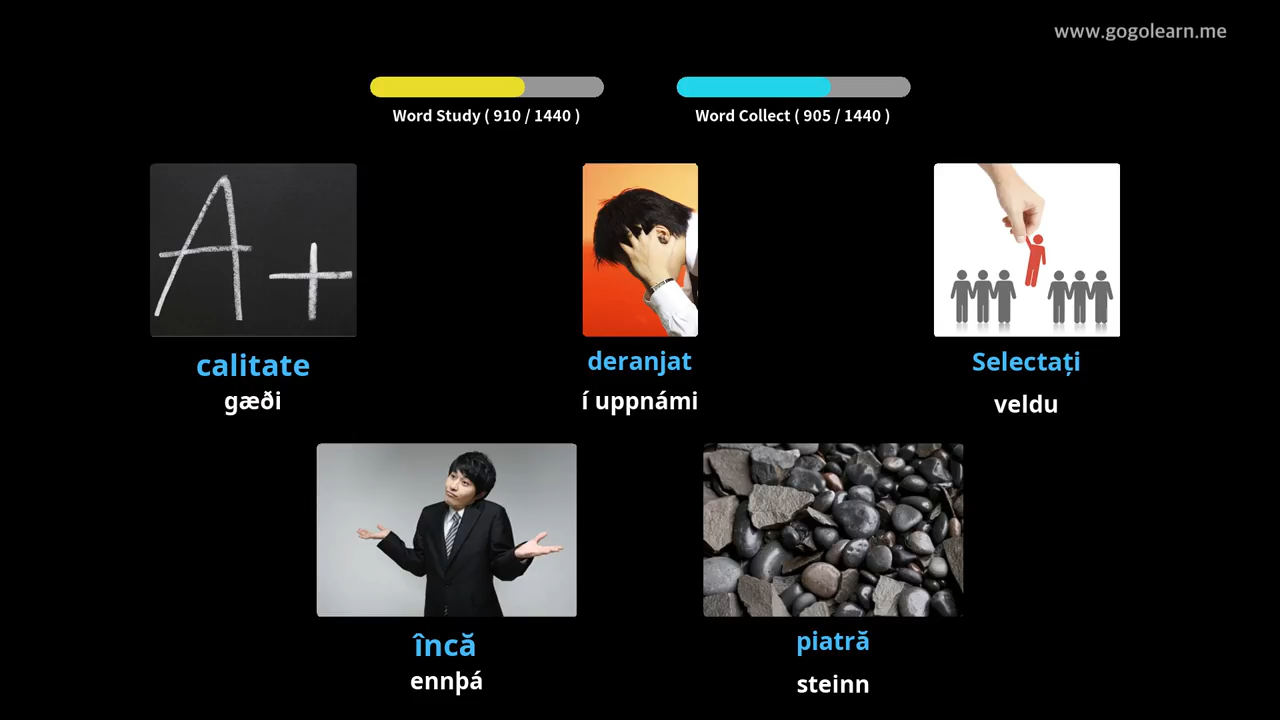 www.gogolearn.me
Word Study ( 910 / 1440 )
Word Collect ( 905 / 1440 )
A+
calitate
gæði
deranjat
í uppnámi
Selectați
veldu
încă
ennþá
piatră
steinn